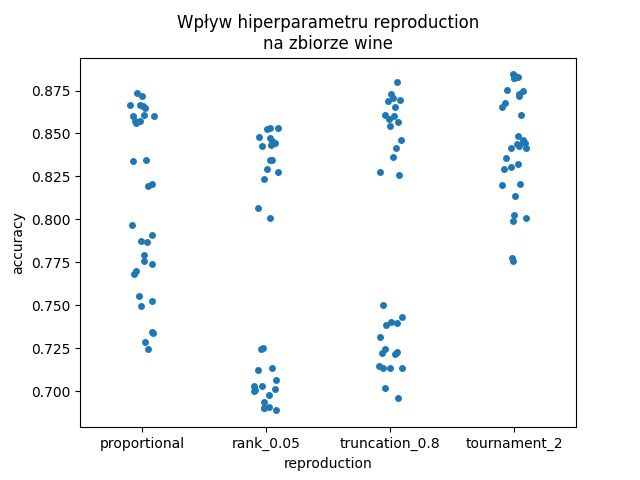 Wpływ hiperparametru reproduction
na zbiorze wine
accuracy
0.875
0.850
0.825
0.800
0.775
0.750
0.725
0.700
proportional
rank_0.05
truncation_0.8
tournament_2
reproduction